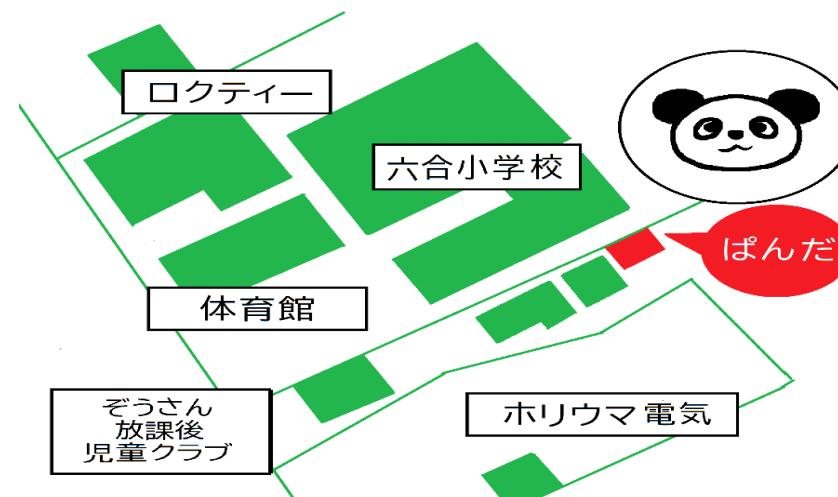 ロクティー
六合小学校
ぱんだ
体育館
ぞうさん
放課後
児童クラブ
ホリウマ電気